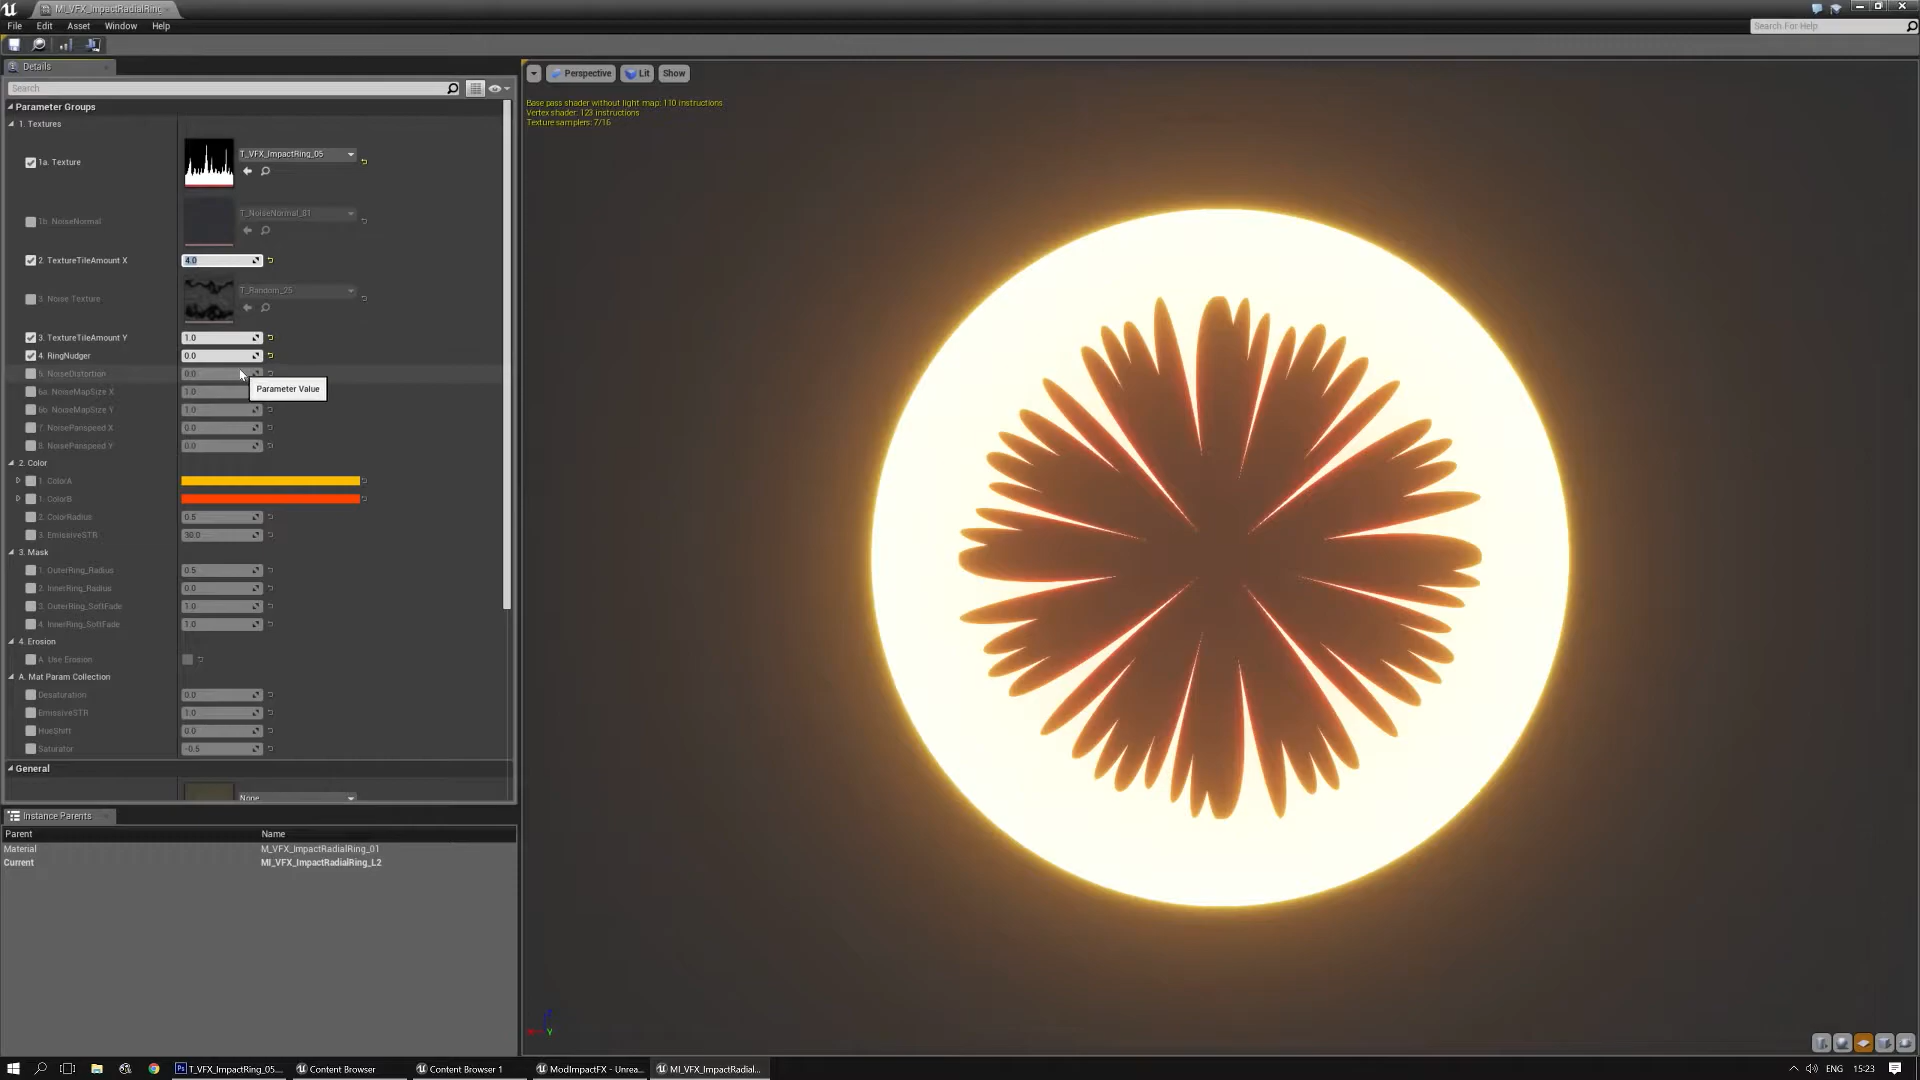 MI_VFX_ImpactRadialRing
File Edit Asset Window Help
Search For Help
Details
Search
Parameter Groups
1. Textures
1a. Texture T_VFX_ImpactRing_05
1b. NoiseNormal T_NoiseNormal_81
2. TextureTileAmount X 4.0
3. Noise Texture T_Random_25
3. TextureTileAmount Y 1.0
4. RingNudger 0.0
5. NoiseDistortion 0.0
Parameter Value
6a. NoiseMapSize X 1.0
6b. NoiseMapSize Y 1.0
7. NoisePanspeed X 0.0
8. NoisePanspeed Y 0.0
2. Color
1. ColorA
1. ColorB
2. ColorRadius 0.5
3. EmissiveSTR 30.0
3. Mask
1. OuterRing_Radius 0.5
2. InnerRing_Radius 0.0
3. OuterRing_SoftFade 1.0
4. InnerRing_SoftFade 1.0
4. Erosion
A. Use Erosion
A. Mat Param Collection
Desaturation 0.0
EmissiveSTR 1.0
HueShift 0.0
Saturator -0.5
General
None
Instance Parents
Parent Name
Material M_VFX_ImpactRadialRing_01
Current MI_VFX_ImpactRadialRing_L2
Perspective Lit Show
Base pass shader without light map: 110 instructions
Vertex shader: 123 instructions
Texture samplers: 7/16
Z
Y
T_VFX_ImpactRing_05.... Content Browser Content Browser 1 ModImpactFX - Unrea... MI_VFX_ImpactRadial... ENG 15:23